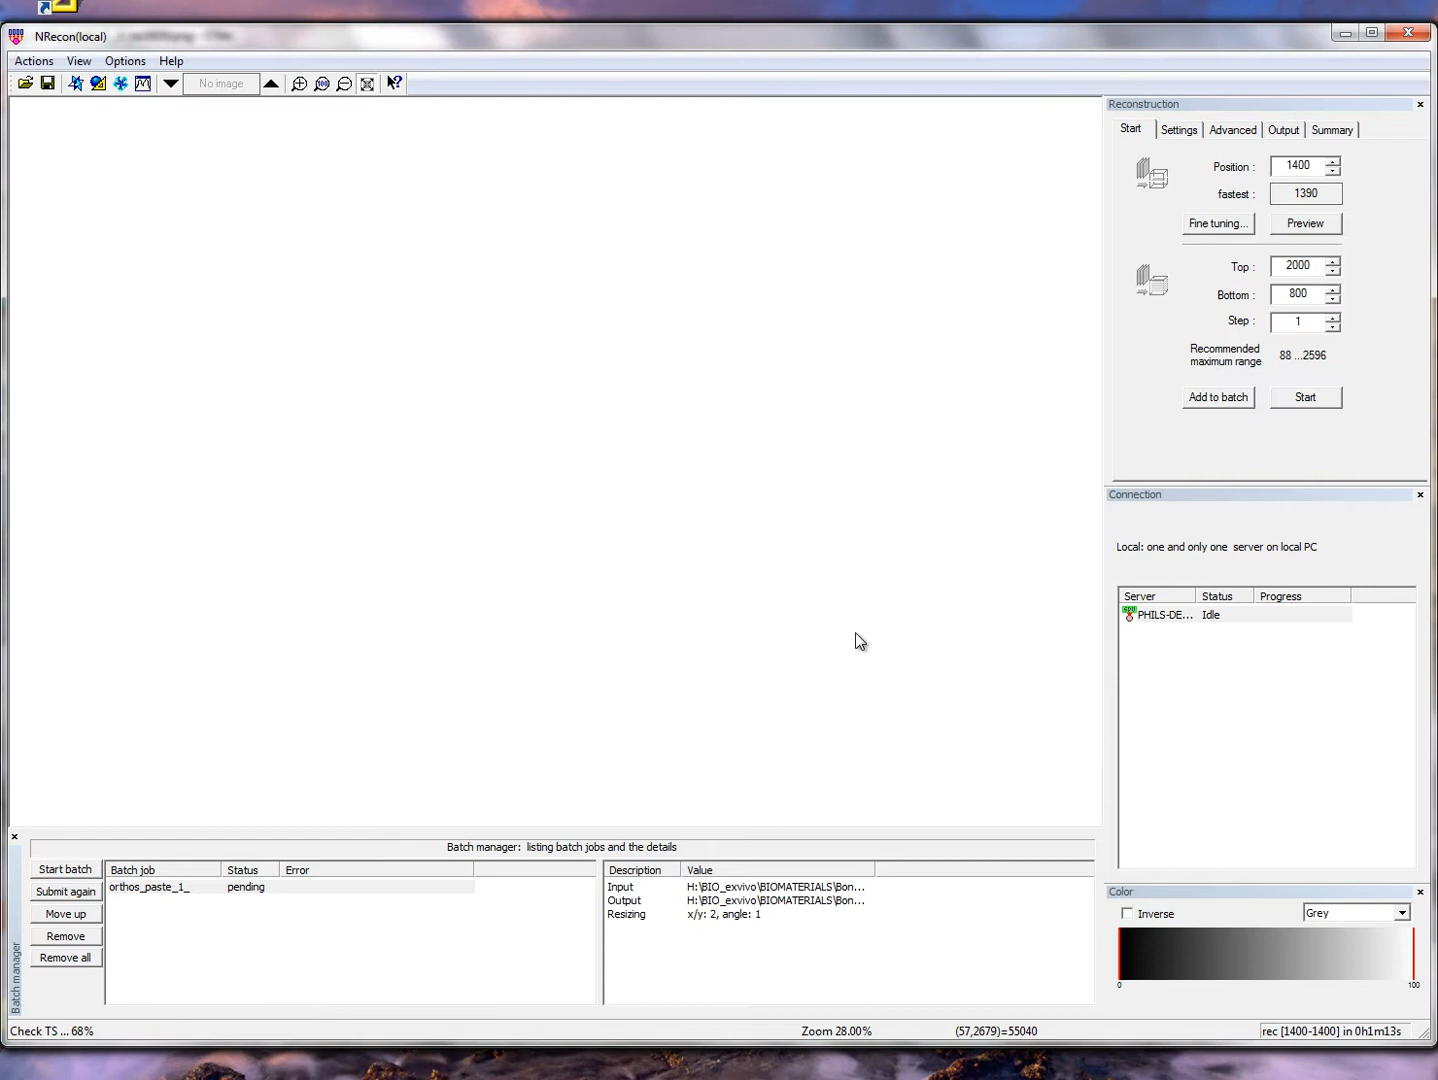 NRecon(local)
Actions View Options Help
No image
100
Reconstruction
Start Settings Advanced Output Summary
Position : 1400
fastest : 1390
Fine tuning... Preview
Top : 2000
Bottom : 800
Step : 1
Recommended
maximum range 88 ...2596
Add to batch Start
Connection
Local: one and only one server on local PC
Server Status Progress
GPU PHILS-DE... Idle
Batch manager: listing batch jobs and the details
Start batch
Submit again
Move up
Remove
Remove all
Batch manager
Batch job Status Error
orthos_paste_1_ pending
Description Value
Input H:\BIO_exvivo\BIOMATERIALS\Bon...
Output H:\BIO_exvivo\BIOMATERIALS\Bon...
Resizing x/y: 2, angle: 1
Color
Inverse Grey
0 100
Check TS ... 68% Zoom 28.00% (57,2679)=55040 rec [1400-1400] in 0h1m13s